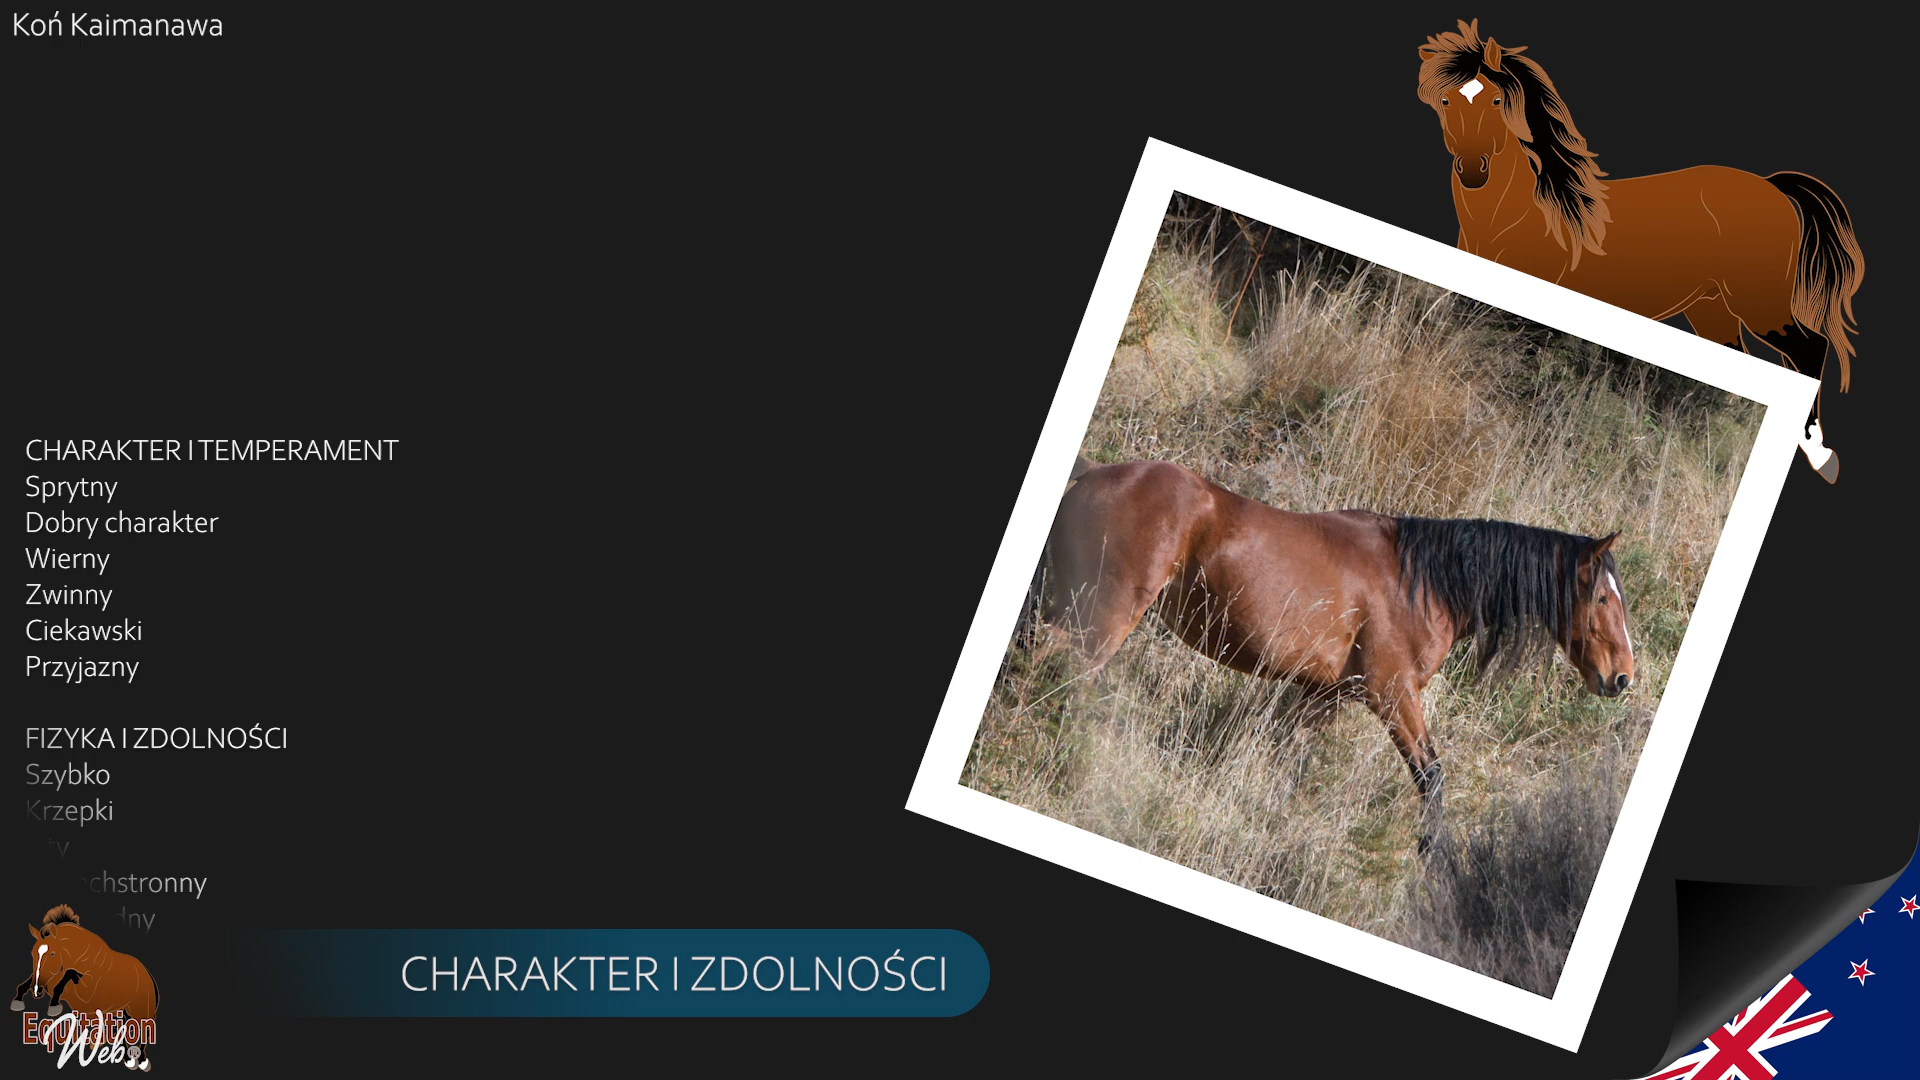 Koń Kaimanawa
CHARAKTER I TEMPERAMENT
Sprytny
Dobry charakter
Wierny
Zwinny
Ciekawski
Przyjazny
FIZYKA I ZDOLNOŚCI
Szybko
Krzepki
CHARAKTER I ZDOLNOŚCI
Equitation
Web